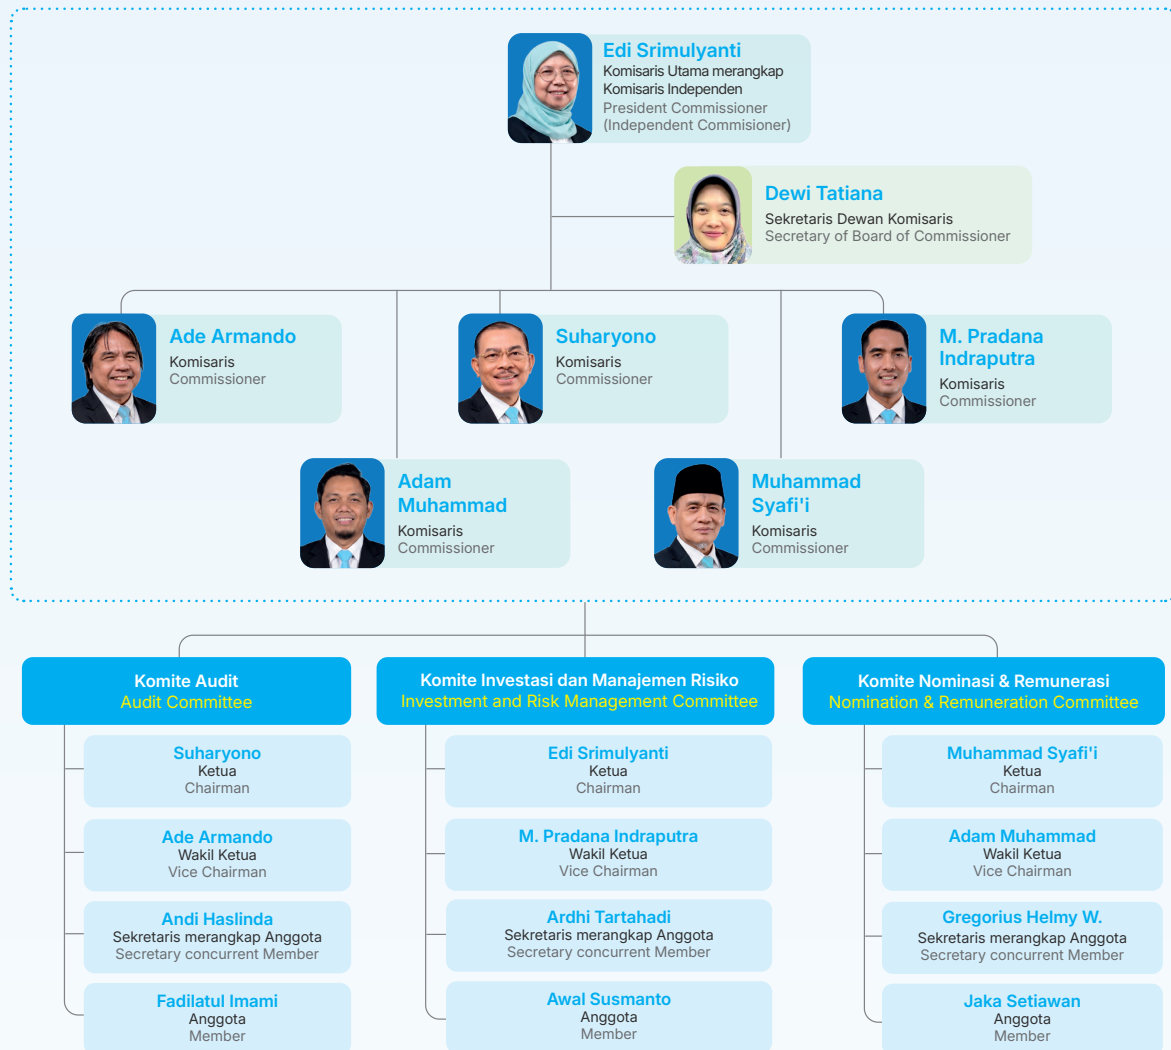 Edi Srimulyanti
Komisaris Utama merangkap
Komisaris Independen
President Commissioner
(Independent Commisioner)
Dewi Tatiana
Sekretaris Dewan Komisaris
Secretary of Board of Commissioner
Ade Armando
Komisaris
Commissioner
Suharyono
Komisaris
Commissioner
M. Pradana
Indraputra
Komisaris
Commissioner
Adam
Muhammad
Komisaris
Commissioner
Muhammad
Syafi'i
Komisaris
Commissioner
Komite Audit
Audit Committee
Suharyono
Ketua
Chairman
Ade Armando
Wakil Ketua
Vice Chairman
Andi Haslinda
Sekretaris merangkap Anggota
Secretary concurrent Member
Fadilatul Imami
Anggota
Member
Komite Investasi dan Manajemen Risiko
Investment and Risk Management Committee
Edi Srimulyanti
Ketua
Chairman
M. Pradana Indraputra
Wakil Ketua
Vice Chairman
Ardhi Tartahadi
Sekretaris merangkap Anggota
Secretary concurrent Member
Awal Susmanto
Anggota
Member
Komite Nominasi & Remunerasi
Nomination & Remuneration Committee
Muhammad Syafi'i
Ketua
Chairman
Adam Muhammad
Wakil Ketua
Vice Chairman
Gregorius Helmy W.
Sekretaris merangkap Anggota
Secretary concurrent Member
Jaka Setiawan
Anggota
Member